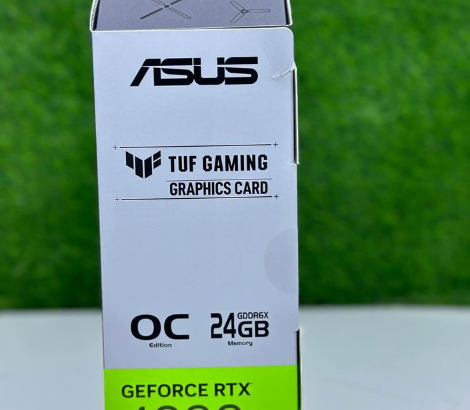 ASUS
TUF GAMING
GRAPHICS CARD
OC
Edition
24GB
GDDR6X
Memory
GEFORCE RTX